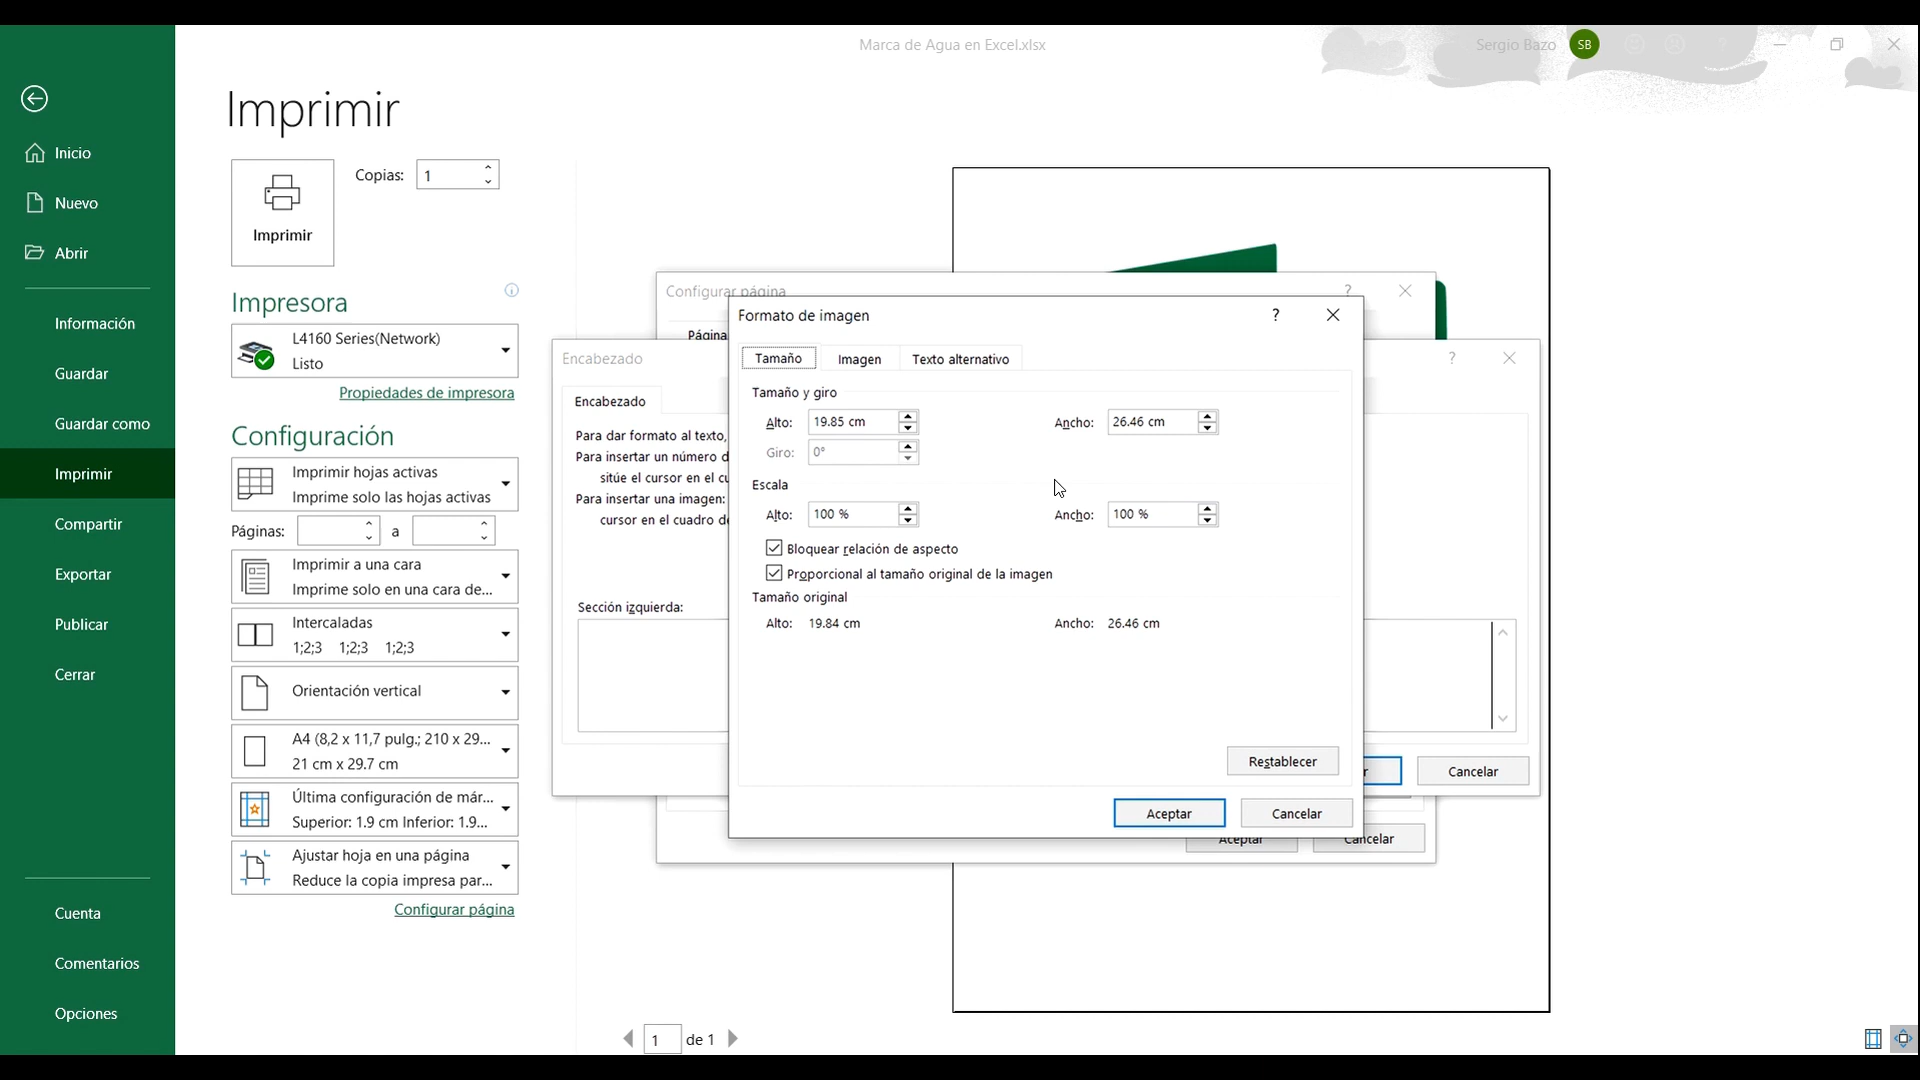 Marca de Agua en Excel.xlsx
Sergio Bazo
SB
Imprimir
Inicio
Nuevo
Abrir
Información
Guardar
Guardar como
Imprimir
Compartir
Exportar
Publicar
Cerrar
Cuenta
Comentarios
Opciones
Imprimir
Copias: 1
Impresora
L4160 Series(Network)
Listo
Propiedades de impresora
Configuración
Imprimir hojas activas
Imprime solo las hojas activas
Páginas: a
Imprimir a una cara
Imprime solo en una cara de...
Intercaladas
1;2;3 1;2;3 1;2;3
Orientación vertical
A4 (8,2 x 11,7 pulg.; 210 x 29...
21 cm x 29.7 cm
Última configuración de már...
Superior: 1.9 cm Inferior: 1.9...
Ajustar hoja en una página
Reduce la copia impresa par...
Configurar página
Configurar página
?
Página
Encabezado
?
Encabezado
Para dar formato al texto,
Para insertar un número d
sitúe el cursor en el cu
Para insertar una imagen:
cursor en el cuadro de
Sección izquierda:
r
Cancelar
Aceptar
Cancelar
Formato de imagen
?
Tamaño
Imagen
Texto alternativo
Tamaño y giro
Alto: 19.85 cm
Ancho: 26.46 cm
Giro: 0°
Escala
Alto: 100 %
Ancho: 100 %
Bloquear relación de aspecto
Proporcional al tamaño original de la imagen
Tamaño original
Alto: 19.84 cm
Ancho: 26.46 cm
Restablecer
Aceptar
Cancelar
1 de 1